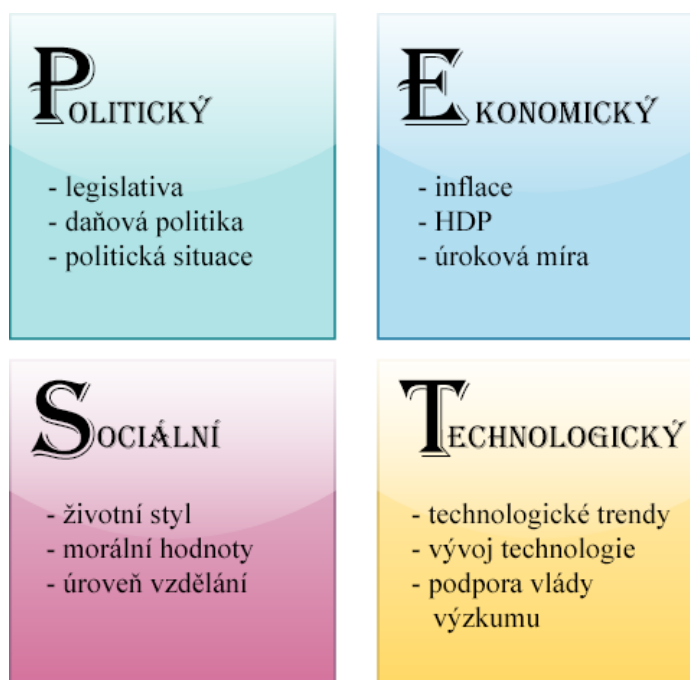 Politický
- legislativa
- daňová politika
- politická situace
Ekonomický
- inflace
- HDP
- úroková míra
Sociální
- životní styl
- morální hodnoty
- úroveň vzdělání
Technologický
- technologické trendy
- vývoj technologie
- podpora vlády
výzkumu